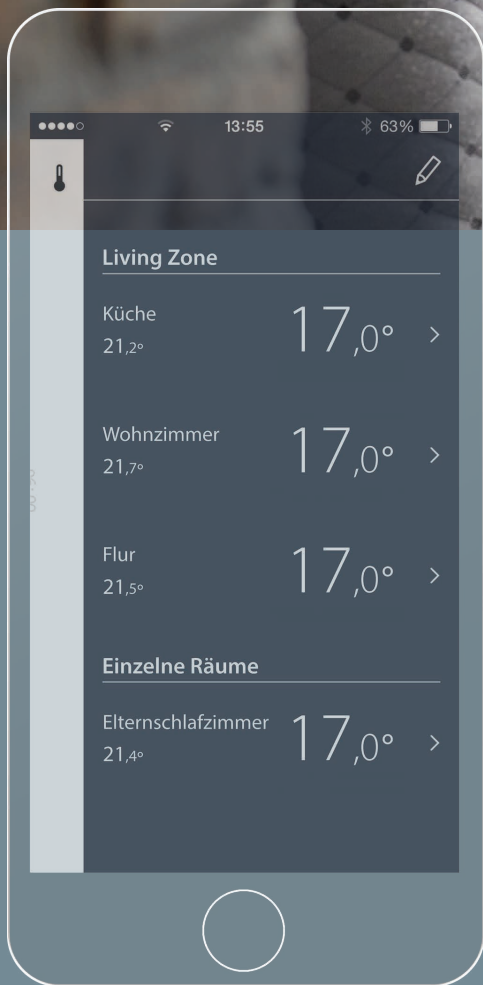 13:55
63%
Living Zone
Küche
17,0°
21,2°
Wohnzimmer
17,0°
21,7°
Flur
17,0°
21,5°
Einzelne Räume
Elternschlafzimmer
17,0°
21,4°